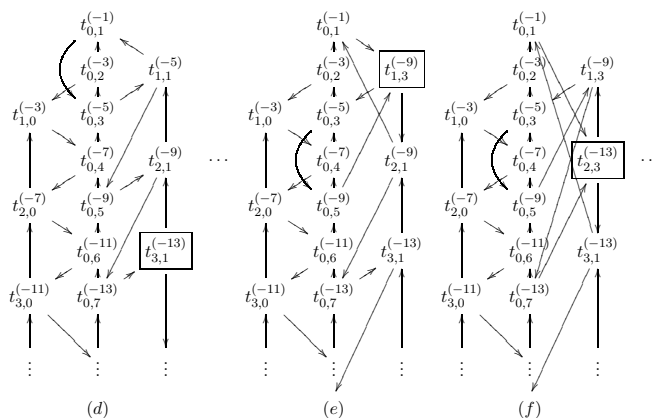 t_{0,1}^{(-1)} t_{0,1}^{(-1)} t_{0,1}^{(-1)}
t_{0,2}^{(-3)} t_{1,1}^{(-5)} t_{0,2}^{(-3)} t_{1,3}^{(-9)} t_{0,2}^{(-3)} t_{1,3}^{(-9)}
t_{1,0}^{(-3)} t_{0,3}^{(-5)} t_{1,0}^{(-3)} t_{0,3}^{(-5)} t_{1,0}^{(-3)} t_{0,3}^{(-5)}
t_{0,4}^{(-7)} t_{2,1}^{(-9)} ... t_{0,4}^{(-7)} t_{2,1}^{(-9)} t_{0,4}^{(-7)} t_{2,3}^{(-13)} ...
t_{2,0}^{(-7)} t_{0,5}^{(-9)} t_{2,0}^{(-7)} t_{0,5}^{(-9)} t_{2,0}^{(-7)} t_{0,5}^{(-9)}
t_{0,6}^{(-11)} t_{3,1}^{(-13)} t_{0,6}^{(-11)} t_{3,1}^{(-13)} t_{0,6}^{(-11)} t_{3,1}^{(-13)}
t_{3,0}^{(-11)} t_{0,7}^{(-13)} t_{3,0}^{(-11)} t_{0,7}^{(-13)} t_{3,0}^{(-11)} t_{0,7}^{(-13)}
⋮ ⋮ ⋮ ⋮ ⋮ ⋮ ⋮ ⋮ ⋮
(d) (e) (f)